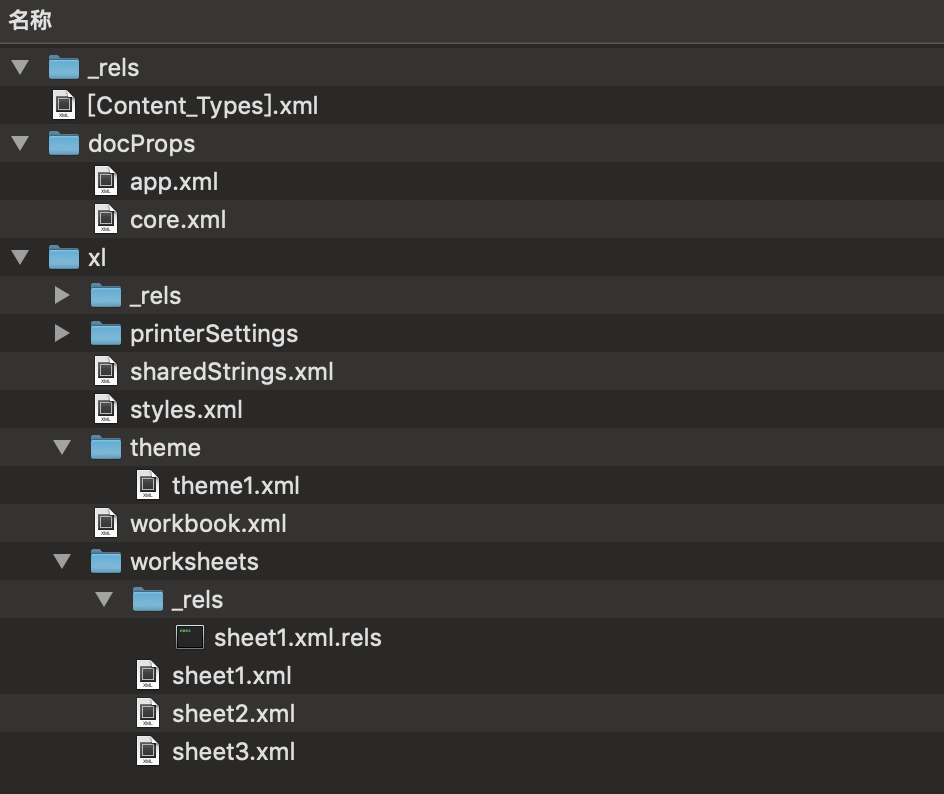 名称
_rels
[Content_Types].xml
docProps
app.xml
core.xml
xl
_rels
printerSettings
sharedStrings.xml
styles.xml
theme
theme1.xml
workbook.xml
worksheets
_rels
sheet1.xml.rels
sheet1.xml
sheet2.xml
sheet3.xml